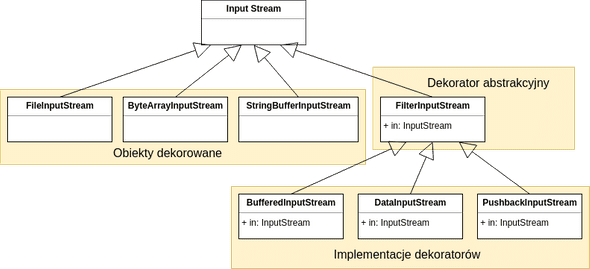 Input Stream
Dekorator abstrakcyjny
FileInputStream
ByteArrayInputStream
StringBufferInputStream
FilterInputStream
+ in: InputStream
Obiekty dekorowane
BufferedInputStream
DataInputStream
PushbackInputStream
+ in: InputStream
+ in: InputStream
+ in: InputStream
Implementacje dekoratorów